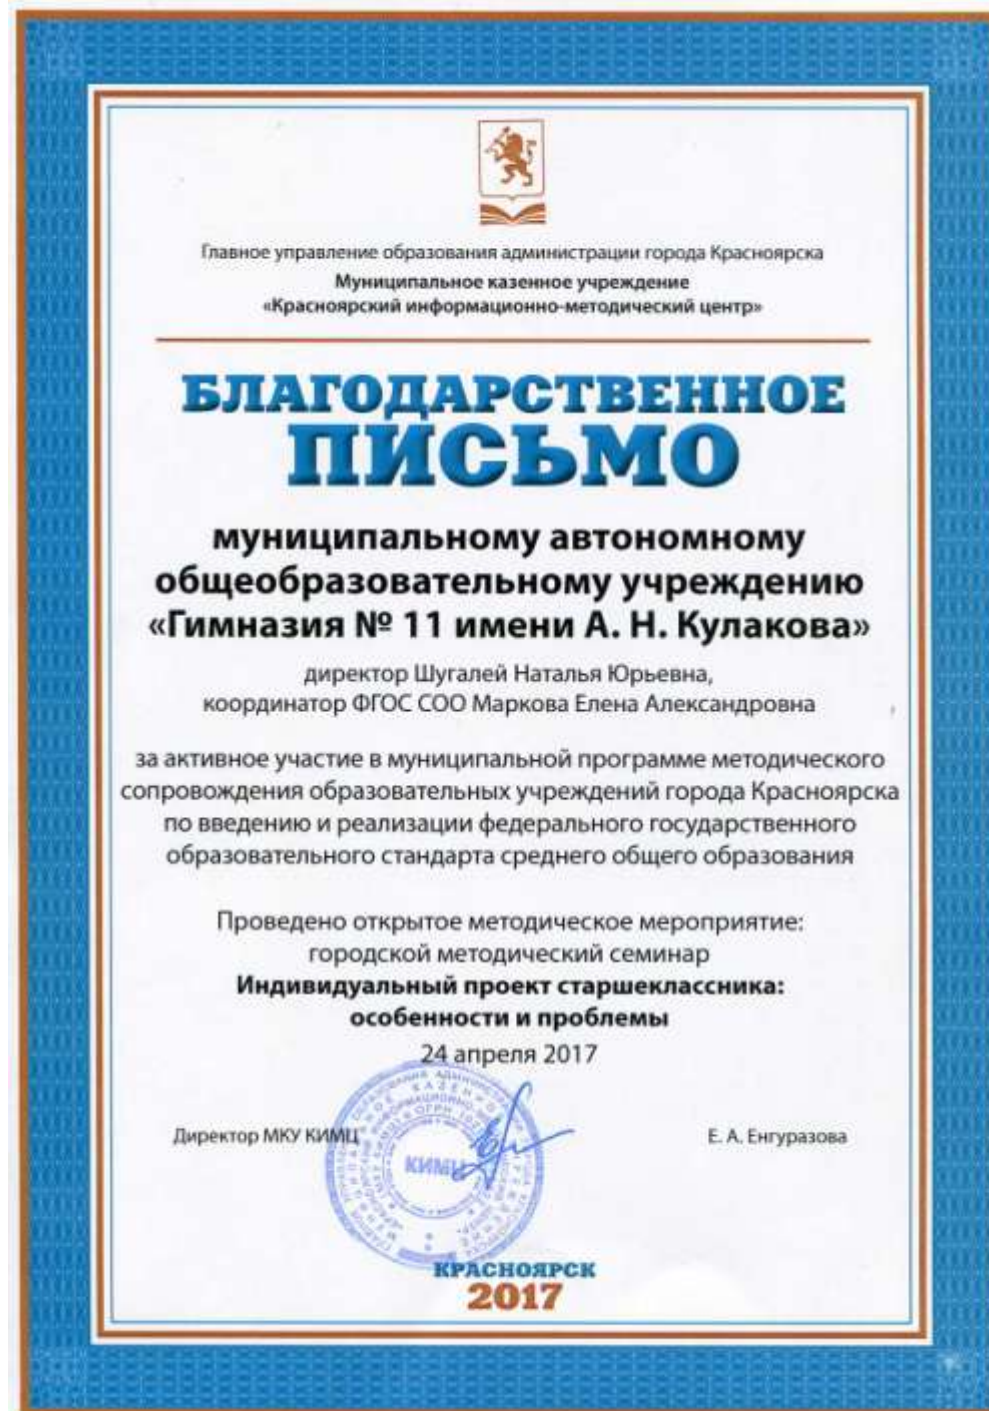 Главное управление образования администрации города Красноярска
Муниципальное казенное учреждение
«Красноярский информационно-методический центр»
БЛАГОДАРСТВЕННОЕ
ПИСЬМО
муниципальному автономному
общеобразовательному учреждению
«Гимназия № 11 имени А. Н. Кулакова»
директор Шугалей Наталья Юрьевна,
координатор ФГОС СОО Маркова Елена Александровна
за активное участие в муниципальной программе методического
сопровождения образовательных учреждений города Красноярска
по введению и реализации федерального государственного
образовательного стандарта среднего общего образования
Проведено открытое методическое мероприятие:
городской методический семинар
Индивидуальный проект старшеклассника:
особенности и проблемы
24 апреля 2017
Директор МКУ КИМЦ
Е. А. Енгуразова
КИМЦ
КРАСНОЯРСК
2017